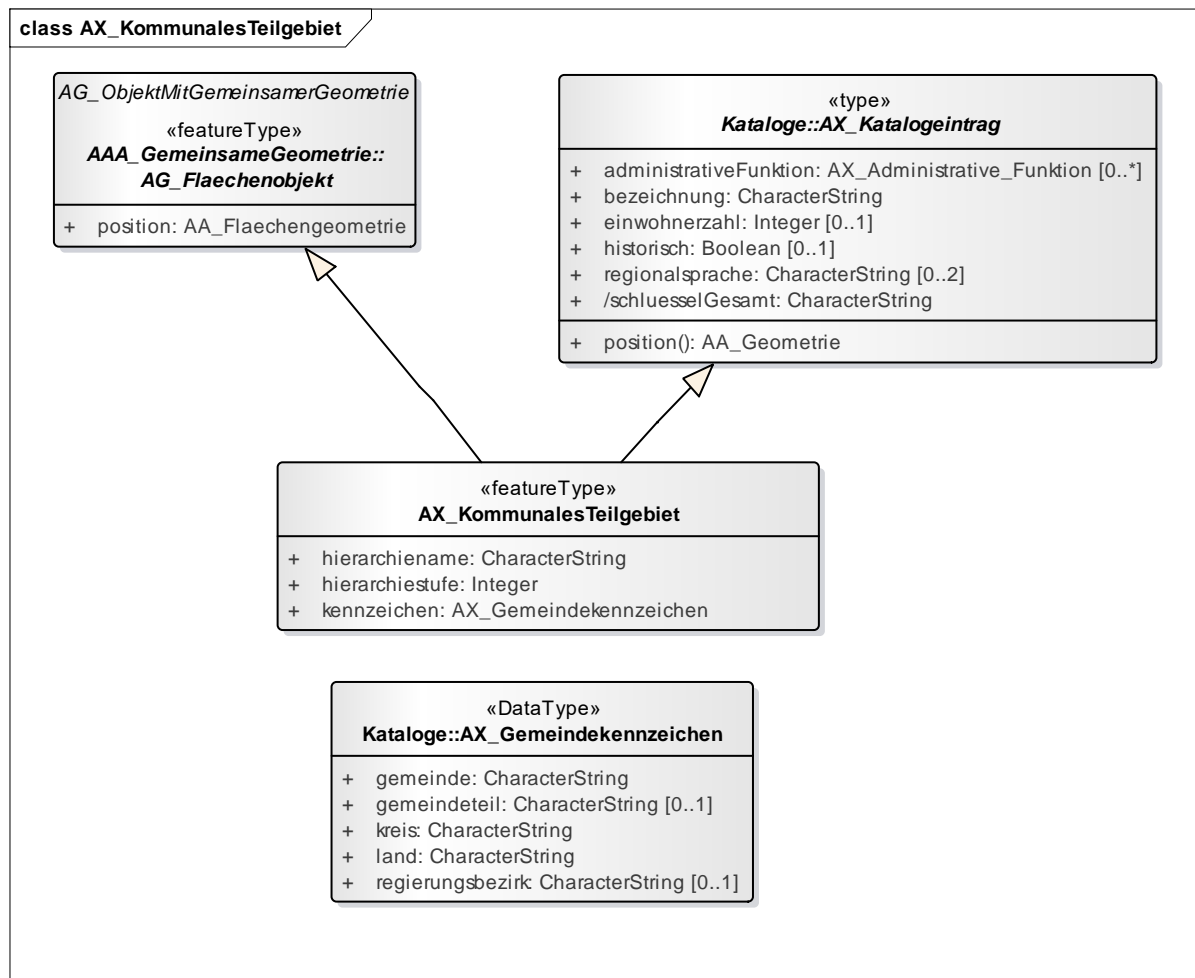 class AX_KommunalesTeilgebiet
AG_ObjektMitGemeinsamerGeometrie
«featureType»
AAA_GemeinsameGeometrie::
AG_Flaechenobjekt
+ position: AA_Flaechengeometrie
«type»
Kataloge::AX_Katalogeintrag
+ administrativeFunktion: AX_Administrative_Funktion [0..*]
+ bezeichnung: CharacterString
+ einwohnerzahl: Integer [0..1]
+ historisch: Boolean [0..1]
+ regionalsprache: CharacterString [0..2]
+ /schluesselGesamt: CharacterString
+ position(): AA_Geometrie
«featureType»
AX_KommunalesTeilgebiet
+ hierarchiename: CharacterString
+ hierarchiestufe: Integer
+ kennzeichen: AX_Gemeindekennzeichen
«DataType»
Kataloge::AX_Gemeindekennzeichen
+ gemeinde: CharacterString
+ gemeindeteil: CharacterString [0..1]
+ kreis: CharacterString
+ land: CharacterString
+ regierungsbezirk: CharacterString [0..1]